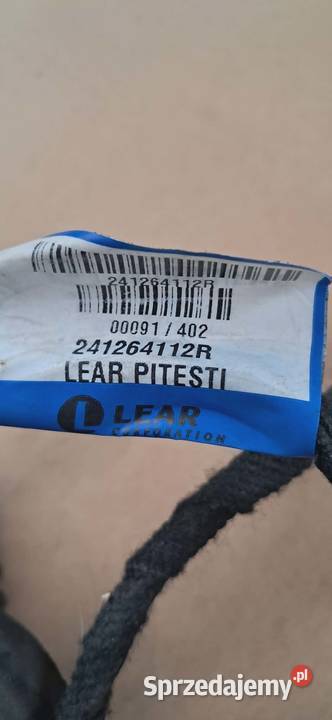 241264112R
00091 / 402
241264112R
LEAR PITESTI
LEAR
CORPORATION
Sprzedajemy.pl